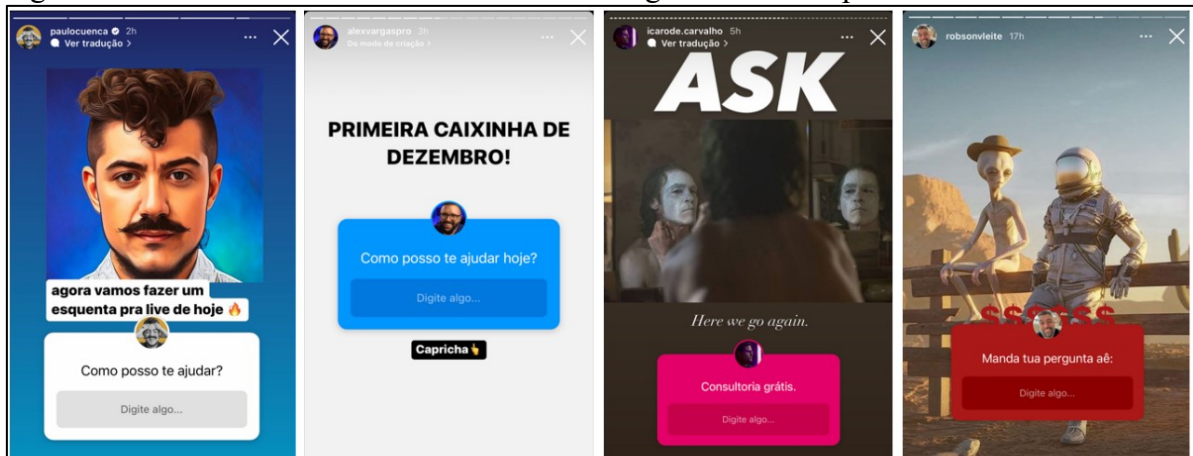 paulocuenca 2h
Ver tradução >
agora vamos fazer um
esquenta pra live de hoje 🔥
Como posso te ajudar?
Digite algo...
alexvargaspro 3h
Do modo de criação >
PRIMEIRA CAIXINHA DE
DEZEMBRO!
Como posso te ajudar hoje?
Digite algo...
Capricha 👆
icarode.carvalho 5h
Ver tradução >
ASK
Here we go again.
Consultoria grátis.
Digite algo...
robsonvleite 17h
Manda tua pergunta aê:
Digite algo...